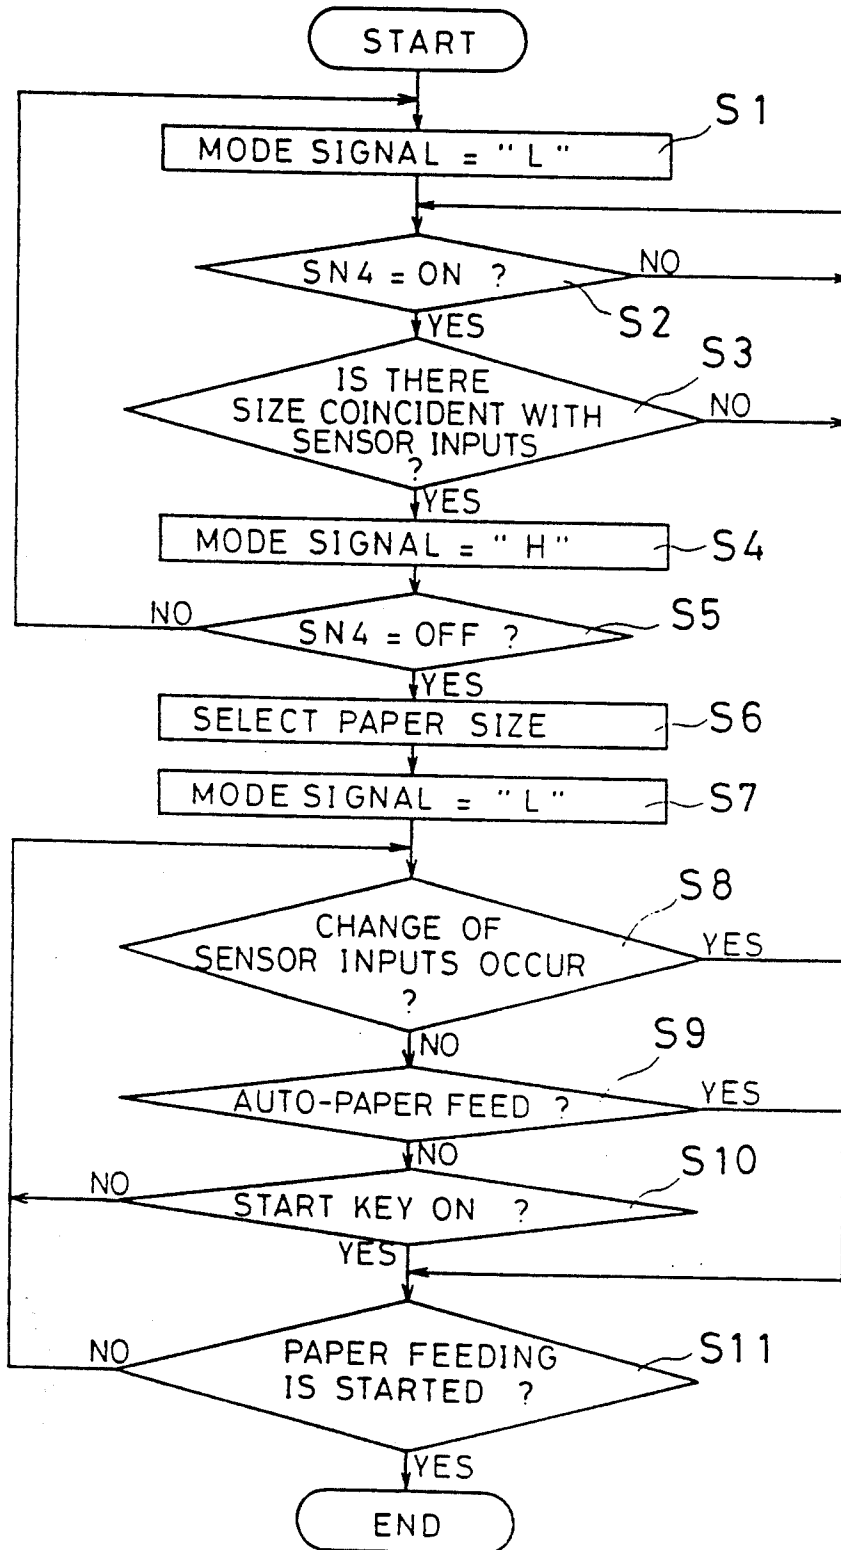 START
S1
MODE SIGNAL = "L"
SN4 = ON ?
NO
S2
YES
S3
IS THERE
SIZE COINCIDENT WITH
SENSOR INPUTS
?
NO
YES
MODE SIGNAL = "H"
S4
NO
SN4 = OFF ?
S5
YES
SELECT PAPER SIZE
S6
MODE SIGNAL = "L"
S7
S8
CHANGE OF
SENSOR INPUTS OCCUR
?
YES
NO
S9
AUTO-PAPER FEED ?
YES
NO
S10
NO
START KEY ON ?
YES
NO
PAPER FEEDING
IS STARTED ?
S11
YES
END